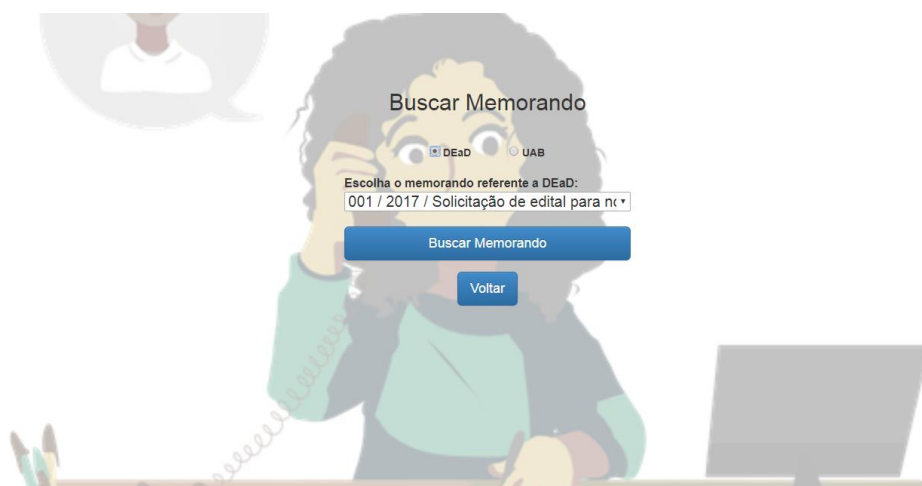 Buscar Memorando
DEaD UAB
Escolha o memorando referente a DEaD:
001 / 2017 / Solicitação de edital para
Buscar Memorando
Voltar